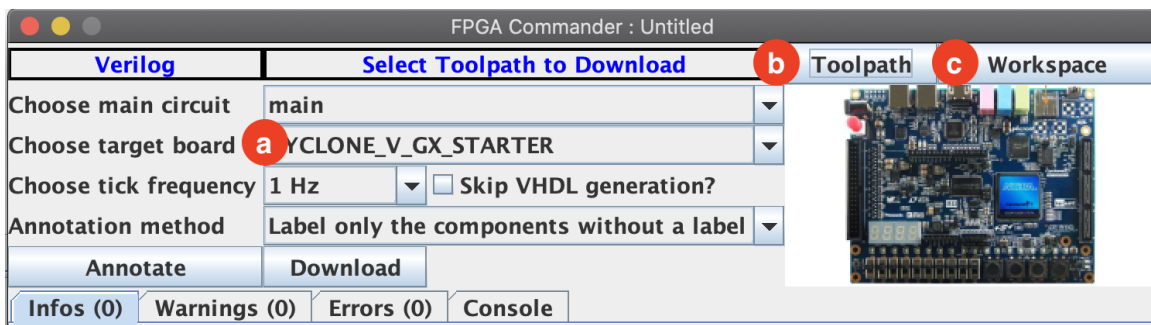 FPGA Commander : Untitled
Verilog Select Toolpath to Download b Toolpath c Workspace
Choose main circuit main
Choose target board a YCLONE_V_GX_STARTER
Choose tick frequency 1 Hz Skip VHDL generation?
Annotation method Label only the components without a label
Annotate Download
Infos (0) Warnings (0) Errors (0) Console